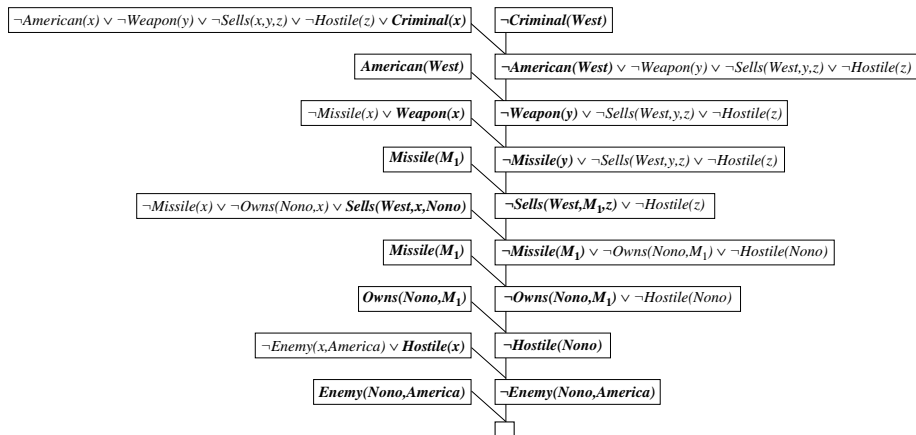 ¬American(x) ∨ ¬Weapon(y) ∨ ¬Sells(x,y,z) ∨ ¬Hostile(z) ∨ Criminal(x) ¬Criminal(West)
American(West) ¬American(West) ∨ ¬Weapon(y) ∨ ¬Sells(West,y,z) ∨ ¬Hostile(z)
¬Missile(x) ∨ Weapon(x) ¬Weapon(y) ∨ ¬Sells(West,y,z) ∨ ¬Hostile(z)
Missile(M₁) ¬Missile(y) ∨ ¬Sells(West,y,z) ∨ ¬Hostile(z)
¬Missile(x) ∨ ¬Owns(Nono,x) ∨ Sells(West,x,Nono) ¬Sells(West,M₁,z) ∨ ¬Hostile(z)
Missile(M₁) ¬Missile(M₁) ∨ ¬Owns(Nono,M₁) ∨ ¬Hostile(Nono)
Owns(Nono,M₁) ¬Owns(Nono,M₁) ∨ ¬Hostile(Nono)
¬Enemy(x,America) ∨ Hostile(x) ¬Hostile(Nono)
Enemy(Nono,America) ¬Enemy(Nono,America)